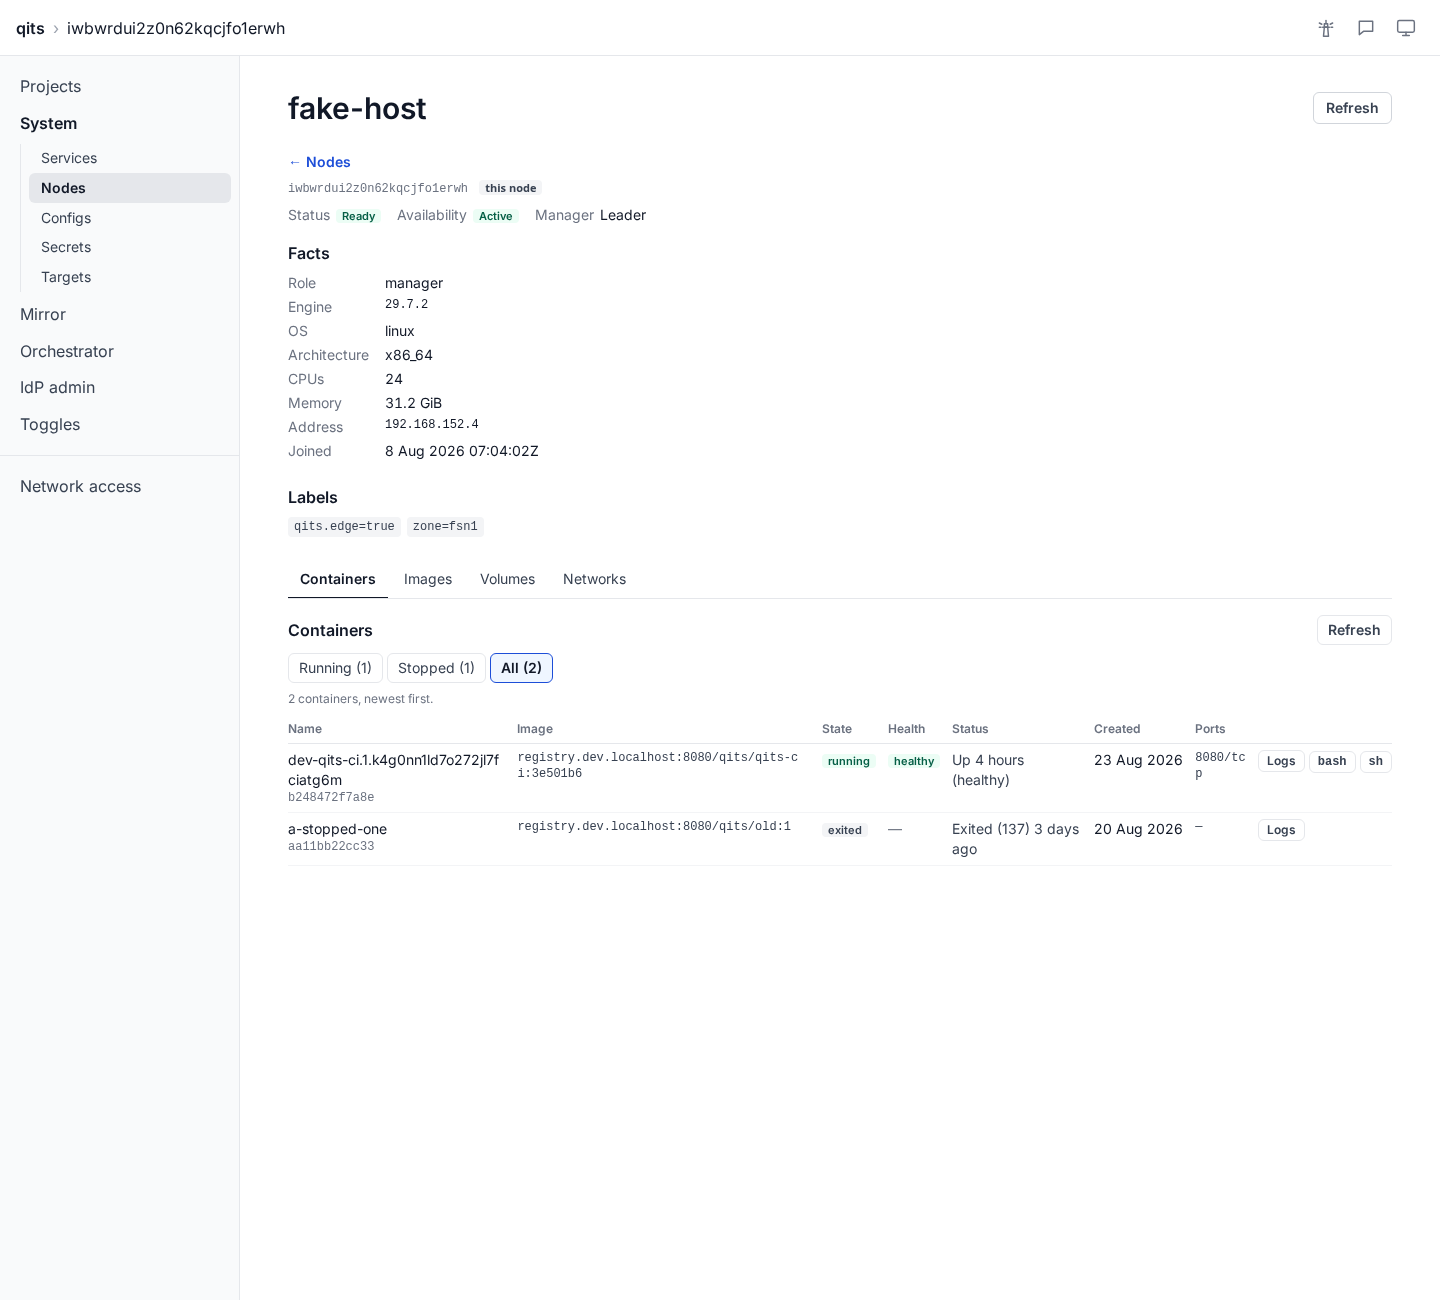 qits › iwbwrdui2z0n62kqcjfo1erwh
Projects
System
Services
Nodes
Configs
Secrets
Targets
Mirror
Orchestrator
IdP admin
Toggles
Network access
fake-host
Refresh
← Nodes
iwbwrdui2z0n62kqcjfo1erwh this node
Status Ready Availability Active Manager Leader
Facts
Role manager
Engine 29.7.2
OS linux
Architecture x86_64
CPUs 24
Memory 31.2 GiB
Address 192.168.152.4
Joined 8 Aug 2026 07:04:02Z
Labels
qits.edge=true zone=fsn1
Containers Images Volumes Networks
Containers
Refresh
Running (1) Stopped (1) All (2)
2 containers, newest first.
Name Image State Health Status Created Ports
dev-qits-ci.1.k4g0nn1ld7o272jl7f registry.dev.localhost:8080/qits/qits-c running healthy Up 4 hours 23 Aug 2026 8080/tc Logs bash sh
ciatg6m i:3e501b6 (healthy) p
b248472f7a8e
a-stopped-one registry.dev.localhost:8080/qits/old:1 exited — Exited (137) 3 days 20 Aug 2026 — Logs
aa11bb22cc33 ago